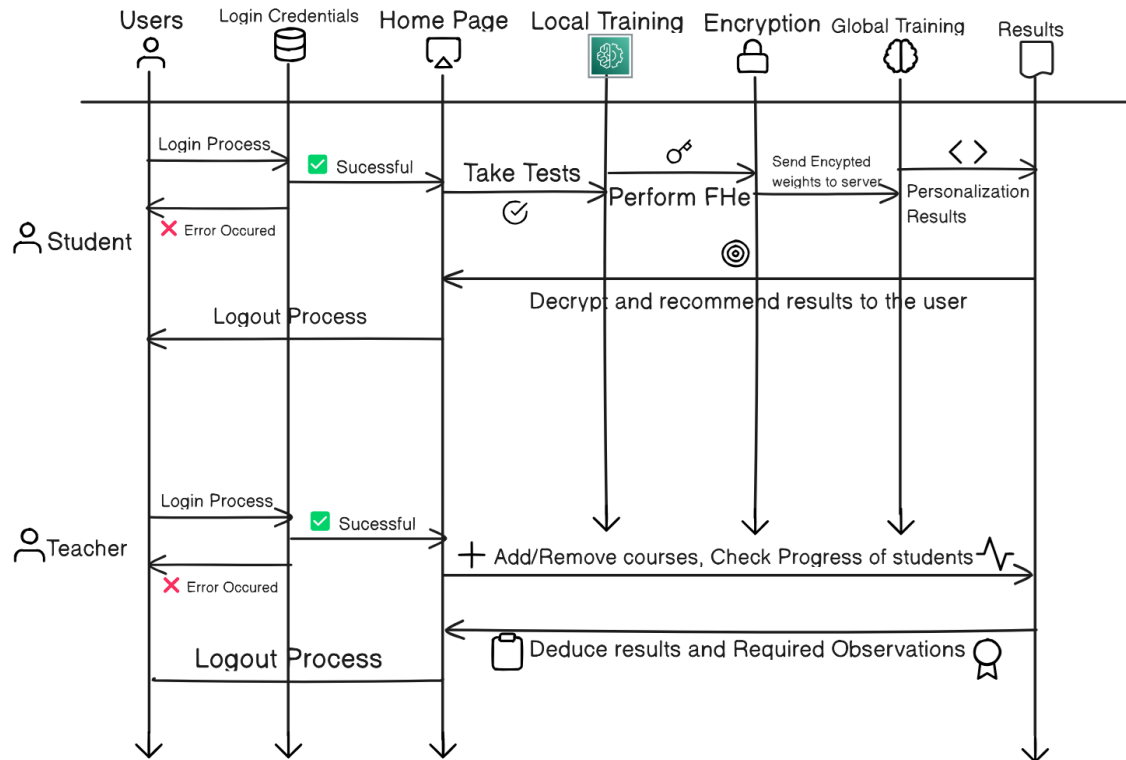 Users
Login Credentials
Home Page
Local Training
Encryption
Global Training
Results
Login Process
Sucessful
Take Tests
Perform FHe
Send Encypted
weights to server
Personalization
Results
Error Occured
Student
Decrypt and recommend results to the user
Logout Process
Login Process
Sucessful
Teacher
Add/Remove courses, Check Progress of students
Error Occured
Deduce results and Required Observations
Logout Process